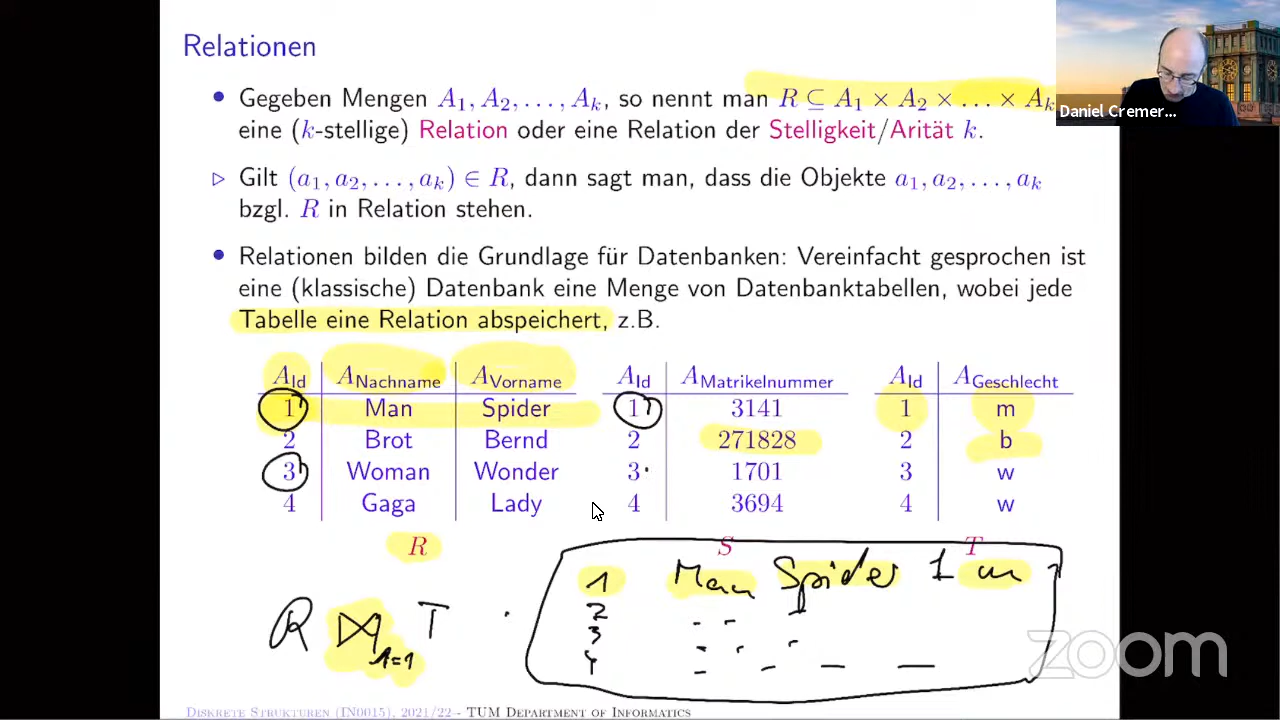 Relationen
• Gegeben Mengen A₁, A₂, . . . , Aₖ, so nennt man R ⊆ A₁ × A₂ × . . . × Aₖ
eine (k-stellige) Relation oder eine Relation der Stelligkeit/Arität k.
▷ Gilt (a₁, a₂, . . . , aₖ) ∈ R, dann sagt man, dass die Objekte a₁, a₂, . . . , aₖ
bzgl. R in Relation stehen.
• Relationen bilden die Grundlage für Datenbanken: Vereinfacht gesprochen ist
eine (klassische) Datenbank eine Menge von Datenbanktabellen, wobei jede
Tabelle eine Relation abspeichert, z.B.
A_Id A_Nachname A_Vorname A_Id A_Matrikelnummer A_Id A_Geschlecht
1 Man Spider 1 3141 1 m
2 Brot Bernd 2 271828 2 b
3 Woman Wonder 3 1701 3 w
4 Gaga Lady 4 3694 4 w
R S T
1 Man Spider 1 m
2
3
4
R ⋈ 1=1 T
DISKRETE STRUKTUREN (IN0015), 2021/22 - TUM DEPARTMENT OF INFORMATICS
Daniel Cremer...
zoom